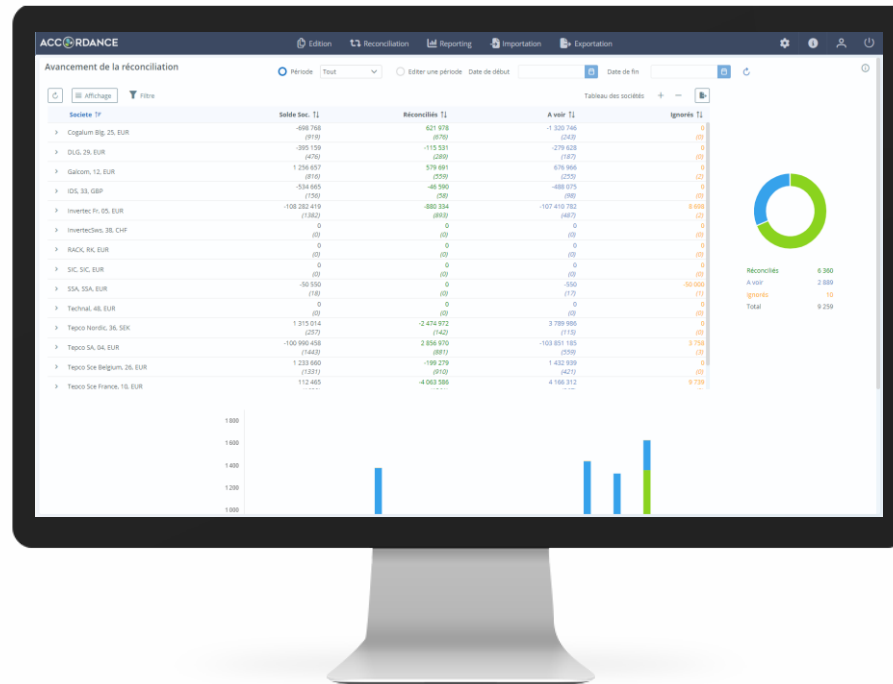 ACCORDANCE Edition Reconciliation Reporting Importation Exportation
Avancement de la réconciliation
Période Tout Editer une période Date de début Date de fin
Affichage Filtre Tableau des sociétés + −
Societe Solde Soc. Réconciliés A voir Ignorés
Cogalum Blg, 25, EUR -698 768 621 978 -1 320 746 0
(919) (676) (243) (0)
DLG, 29, EUR -395 159 -115 531 -279 628 0
(476) (289) (187) (0)
Galcom, 12, EUR 1 256 657 579 691 676 966 0
(816) (559) (255) (2)
IDS, 33, GBP -534 665 -46 590 -488 075 0
(156) (58) (98) (0)
Invertec Fr, 05, EUR -108 282 419 -880 334 -107 410 782 8 698
(1382) (893) (487) (2)
InvertecSws, 38, CHF 0 0 0 0
(0) (0) (0) (0)
RACK, RK, EUR 0 0 0 0
(0) (0) (0) (0)
SIC, SIC, EUR 0 0 0 0
(0) (0) (0) (0)
SSA, SSA, EUR -50 550 0 -550 -50 000
(18) (0) (17) (1)
Technal, 48, EUR 0 0 0 0
(0) (0) (0) (0)
Tepco Nordic, 36, SEK 1 315 014 -2 474 972 3 789 986 0
(257) (142) (115) (0)
Tepco SA, 04, EUR -100 990 458 2 856 970 -103 851 185 3 758
(1443) (881) (559) (3)
Tepco Sce Belgium, 26, EUR 1 233 660 -199 279 1 432 939 0
(1331) (910) (421) (0)
Tepco Sce France, 10, EUR 112 465 -4 063 586 4 166 312 9 739
Réconciliés 6 360
A voir 2 889
Ignorés 10
Total 9 259
1 800
1 600
1 400
1 200
1 000